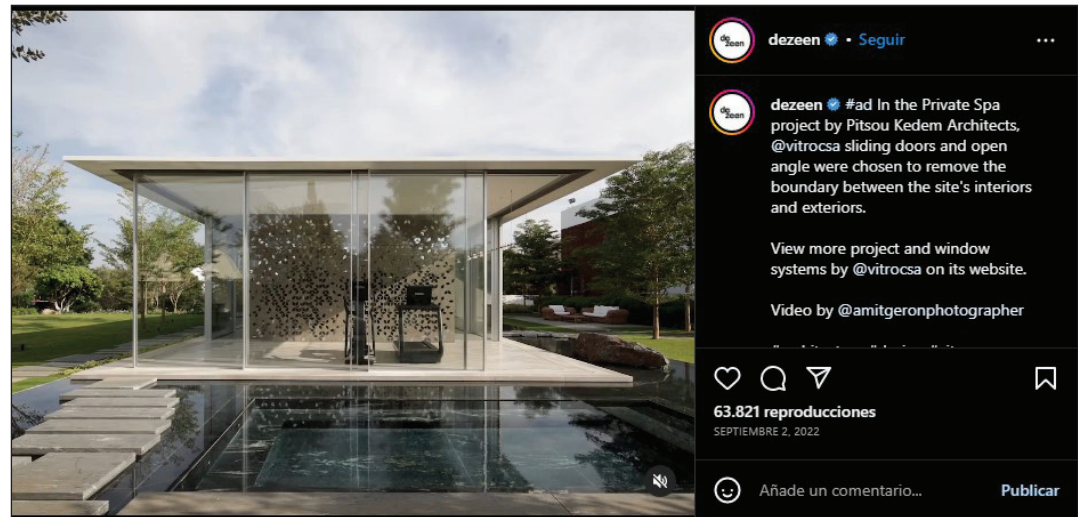 dezeen
dezeen • Seguir
dezeen
dezeen #ad In the Private Spa
project by Pitsou Kedem Architects,
@vitrocsa sliding doors and open
angle were chosen to remove the
boundary between the site's interiors
and exteriors.
View more project and window
systems by @vitrocsa on its website.
Video by @amitgeronphotographer
63.821 reproducciones
SEPTIEMBRE 2, 2022
Añade un comentario...
Publicar